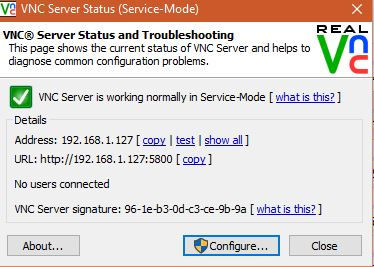 VNC Server Status (Service-Mode)
VNC® Server Status and Troubleshooting
This page shows the current status of VNC Server and helps to
diagnose common configuration problems.
REAL
VNC
VNC Server is working normally in Service-Mode [ what is this? ]
Details
Address: 192.168.1.127 [ copy | test | show all ]
URL: http://192.168.1.127:5800 [ copy ]
No users connected
VNC Server signature: 96-1e-b3-0d-c3-ce-9b-9a [ what is this? ]
About...
Configure...
Close